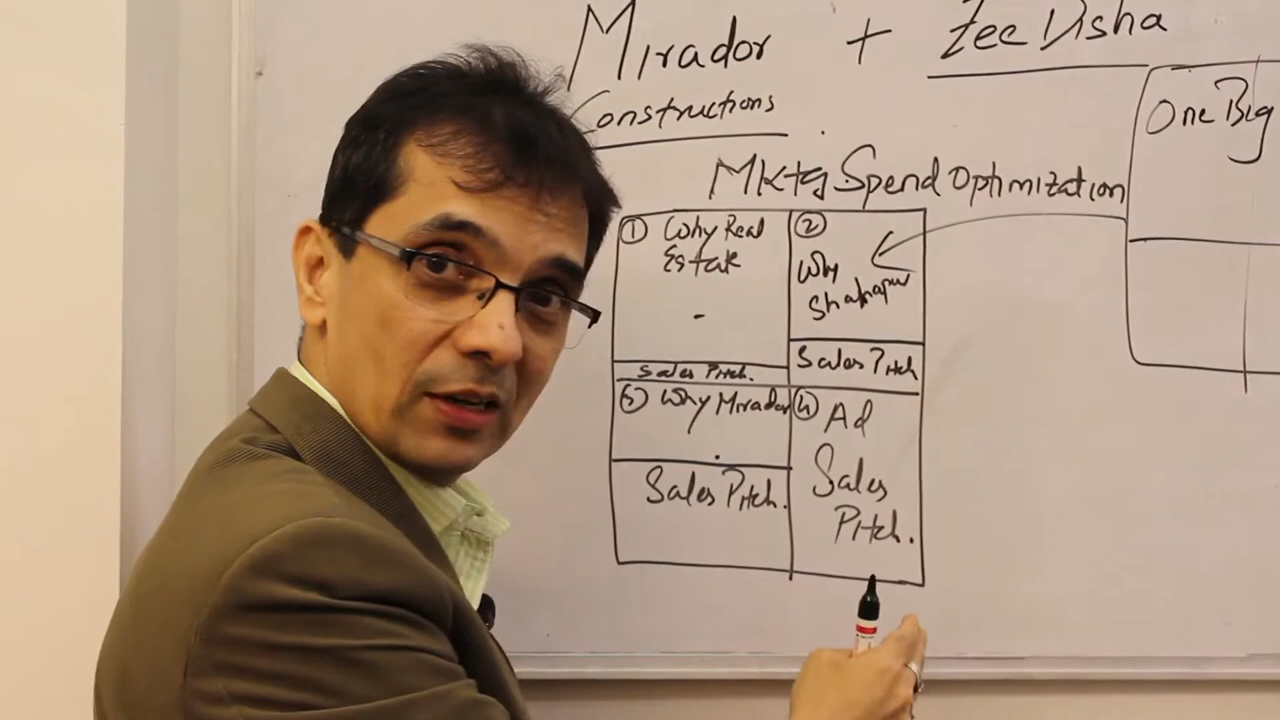 Mirador + Zee Disha
Constructions
Mktg Spend Optimization
One Big
① Why Real
Estate
Sales Pitch.
②
Why
Shahapur
Sales Pitch
③ Why Mirador
Sales Pitch.
④ Ad
Sales
Pitch.